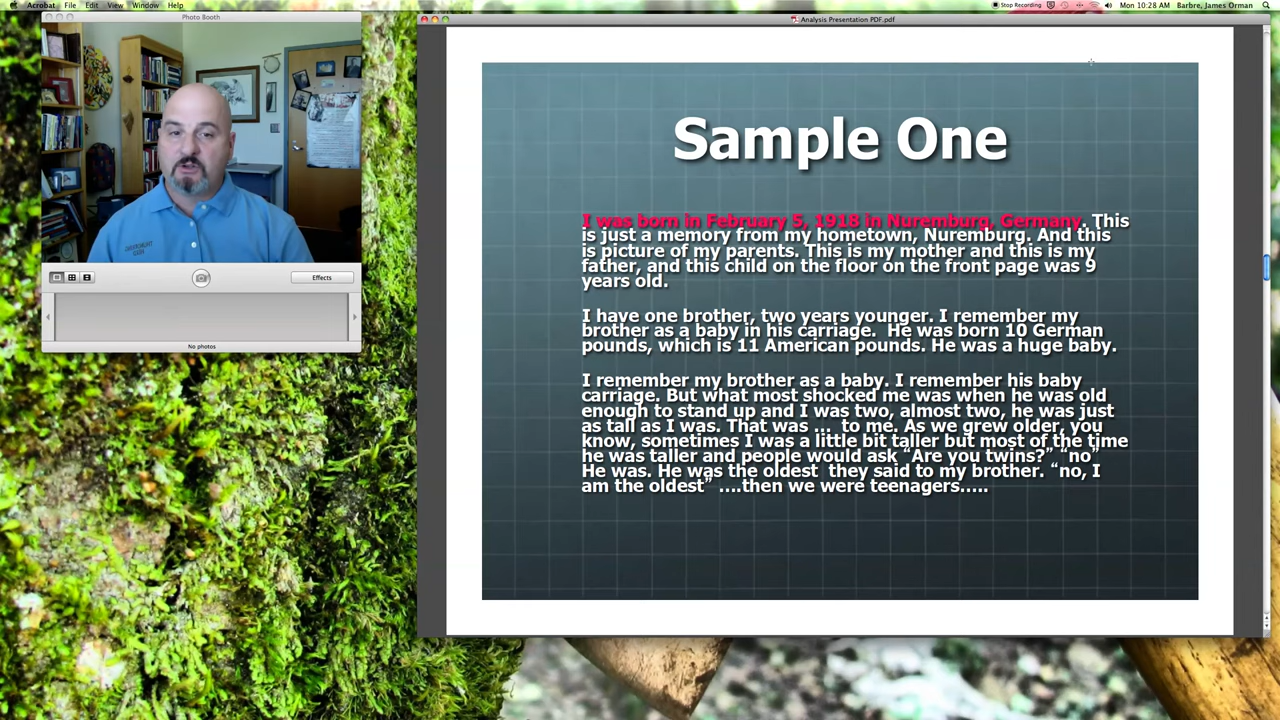 Acrobat File Edit View Window Help
Stop Recording Mon 10:28 AM Barbre, James Orman
Photo Booth
Effects
No photos
Analysis Presentation PDF.pdf
Sample One
I was born in February 5, 1918 in Nuremburg, Germany. This
is just a memory from my hometown, Nuremburg. And this
is picture of my parents. This is my mother and this is my
father, and this child on the floor on the front page was 9
years old.
I have one brother, two years younger. I remember my
brother as a baby in his carriage. He was born 10 German
pounds, which is 11 American pounds. He was a huge baby.
I remember my brother as a baby. I remember his baby
carriage. But what most shocked me was when he was old
enough to stand up and I was two, almost two, he was just
as tall as I was. That was … to me. As we grew older, you
know, sometimes I was a little bit taller but most of the time
he was taller and people would ask “Are you twins?” “no”
He was. He was the oldest they said to my brother. “no, I
am the oldest” ….then we were teenagers…..